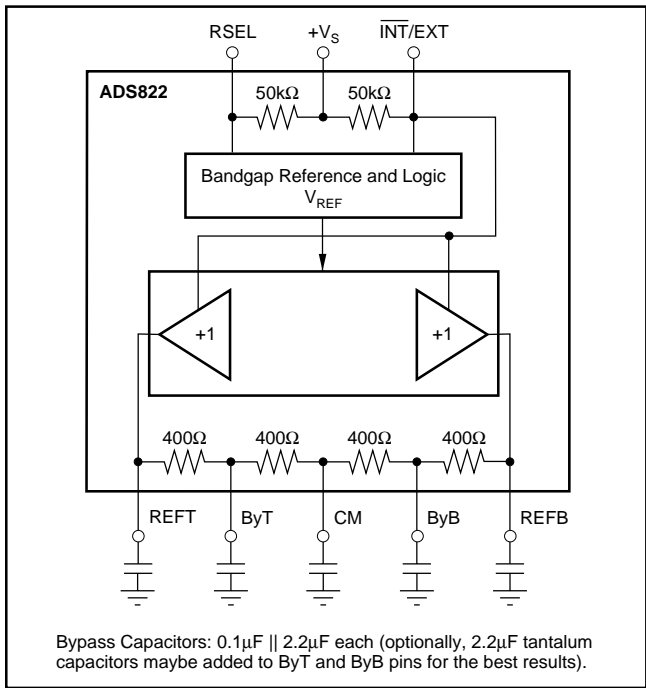 RSEL +VS INT/EXT
ADS822
50kΩ 50kΩ
Bandgap Reference and Logic
VREF
+1 +1
400Ω 400Ω 400Ω 400Ω
REFT ByT CM ByB REFB
Bypass Capacitors: 0.1µF || 2.2µF each (optionally, 2.2µF tantalum
capacitors maybe added to ByT and ByB pins for the best results).